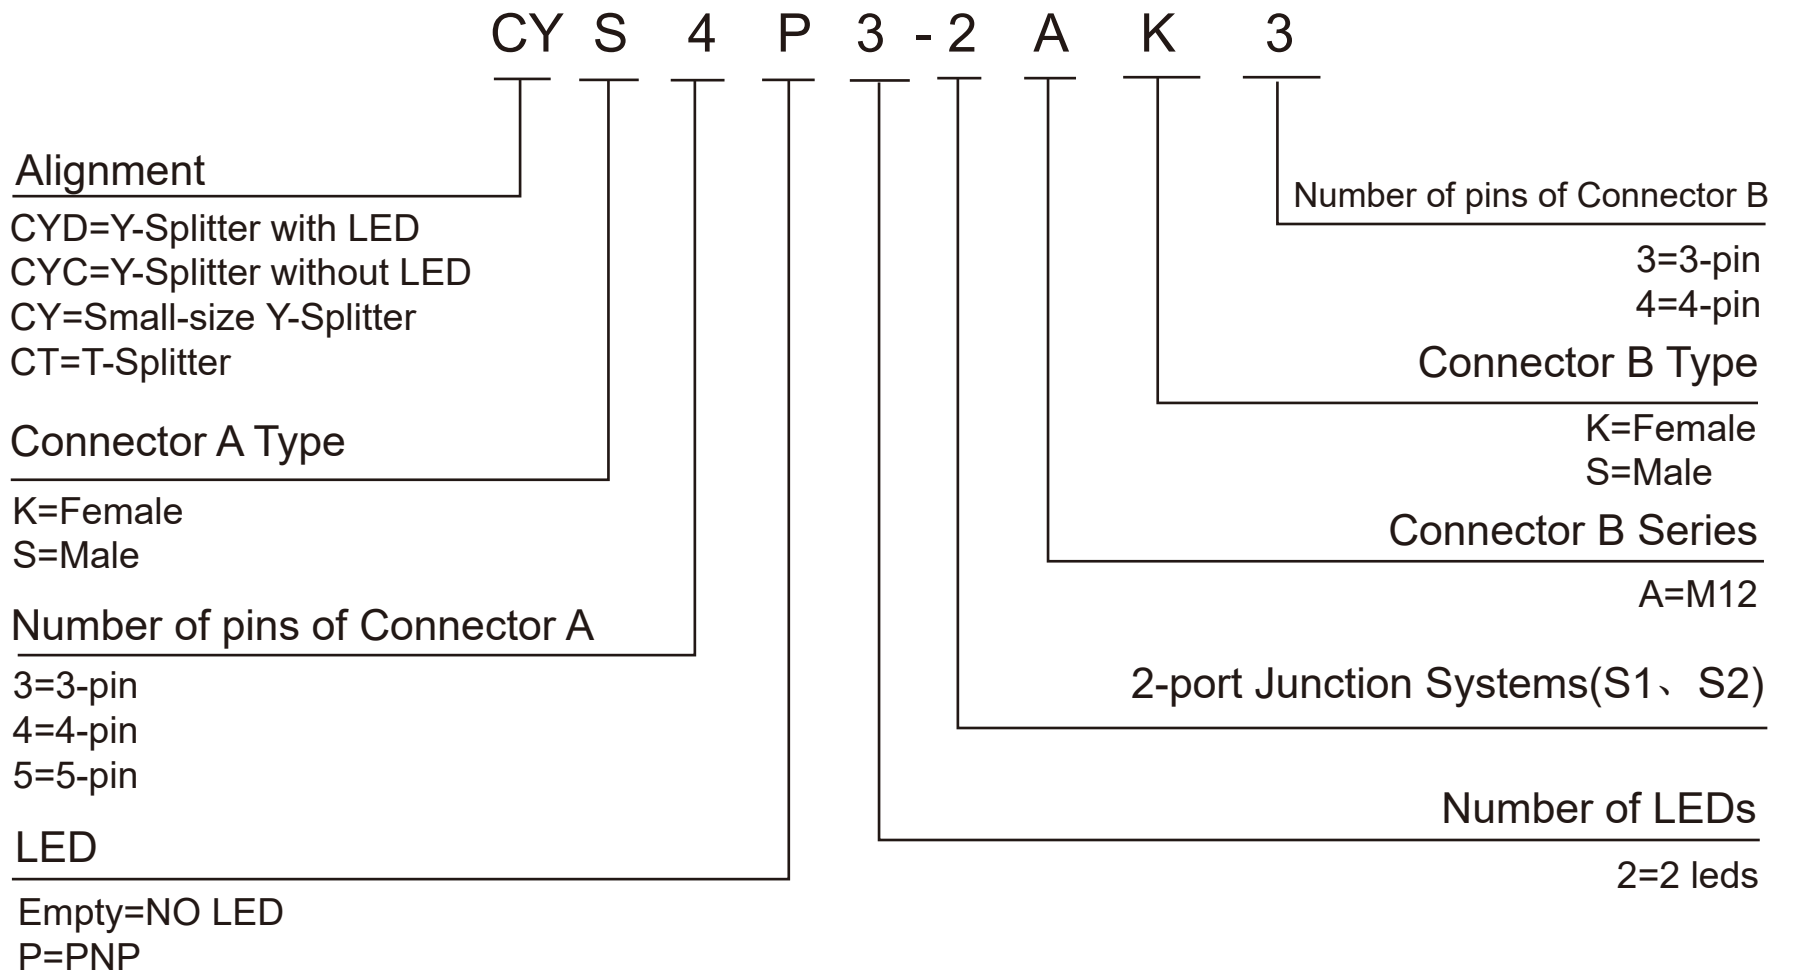 CY S 4 P 3 - 2 A K 3
Alignment
CYD=Y-Splitter with LED
CYC=Y-Splitter without LED
CY=Small-size Y-Splitter
CT=T-Splitter
Connector A Type
K=Female
S=Male
Number of pins of Connector A
3=3-pin
4=4-pin
5=5-pin
LED
Empty=NO LED
P=PNP
Number of pins of Connector B
3=3-pin
4=4-pin
Connector B Type
K=Female
S=Male
Connector B Series
A=M12
2-port Junction Systems(S1、S2)
Number of LEDs
2=2 leds